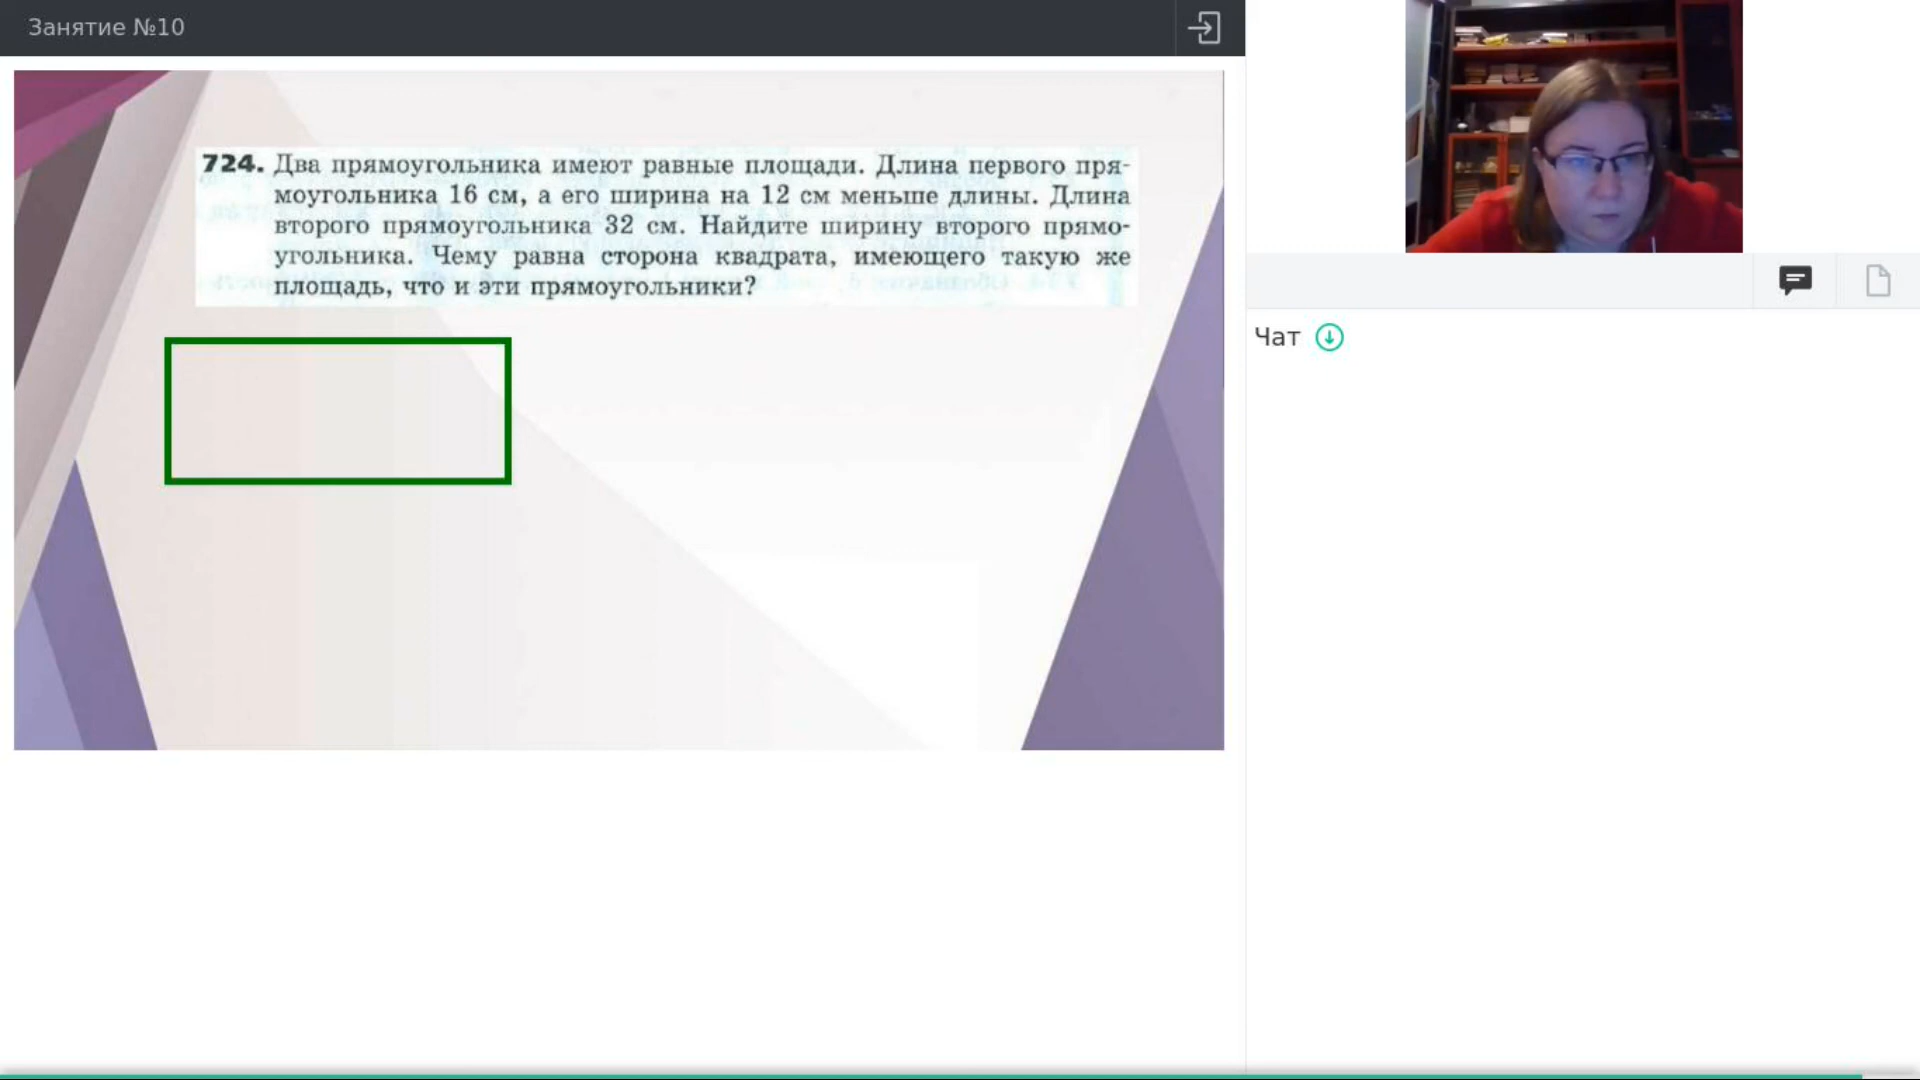 Занятие №10
724. Два прямоугольника имеют равные площади. Длина первого пря-
моугольника 16 см, а его ширина на 12 см меньше длины. Длина
второго прямоугольника 32 см. Найдите ширину второго прямо-
угольника. Чему равна сторона квадрата, имеющего такую же
площадь, что и эти прямоугольники?
Чат